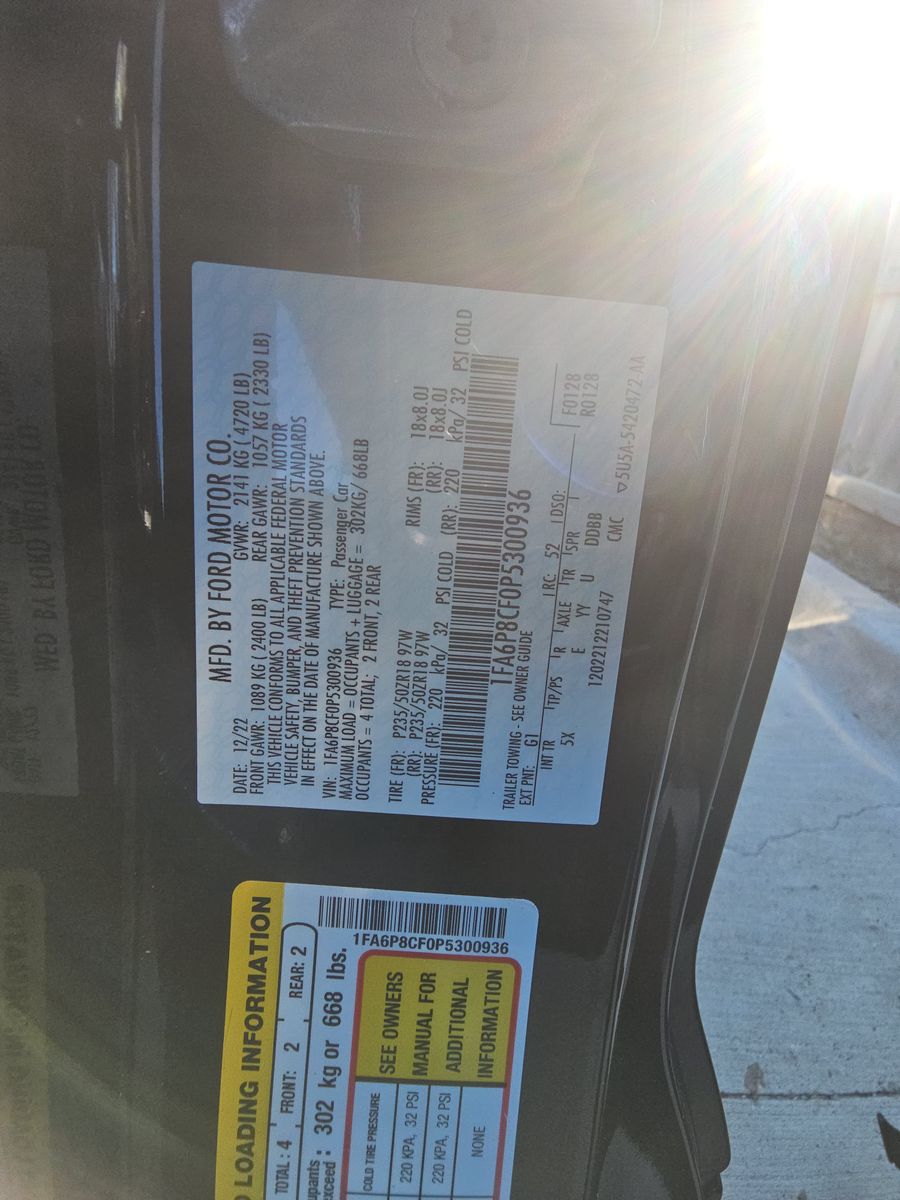 MFD. BY FORD MOTOR CO.
DATE: 12/22 GVWR: 2141 KG ( 4720 LB)
FRONT GAWR: 1089 KG ( 2400 LB) REAR GAWR: 1057 KG ( 2330 LB)
THIS VEHICLE CONFORMS TO ALL APPLICABLE FEDERAL MOTOR
VEHICLE SAFETY, BUMPER, AND THEFT PREVENTION STANDARDS
IN EFFECT ON THE DATE OF MANUFACTURE SHOWN ABOVE.
VIN: 1FA6P8CF0P5300936 TYPE: Passenger Car
MAXIMUM LOAD = OCCUPANTS + LUGGAGE = 302KG/ 668LB
OCCUPANTS = 4 TOTAL; 2 FRONT, 2 REAR
TIRE (FR): P235/50ZR18 97W RIMS (FR): 18x8.0J
(RR): P235/50ZR18 97W (RR): 18x8.0J
PRESSURE (FR): 220 kPa/ 32 PSI COLD (RR): 220 kPa/ 32 PSI COLD
1FA6P8CF0P5300936
TRAILER TOWING - SEE OWNER GUIDE
EXT PNT: G1 RC: 52 DSO: F0128
INT TR TP/PS R AXLE TR SPR R0128
5X E YY U DDBB
1202212210747 CMC 5U5A-5420472-AA
LOADING INFORMATION
TOTAL : 4 FRONT: 2 REAR: 2
302 kg or 668 lbs.
1FA6P8CF0P5300936
COLD TIRE PRESSURE
220 KPA, 32 PSI
220 KPA, 32 PSI
NONE
SEE OWNERS
MANUAL FOR
ADDITIONAL
INFORMATION